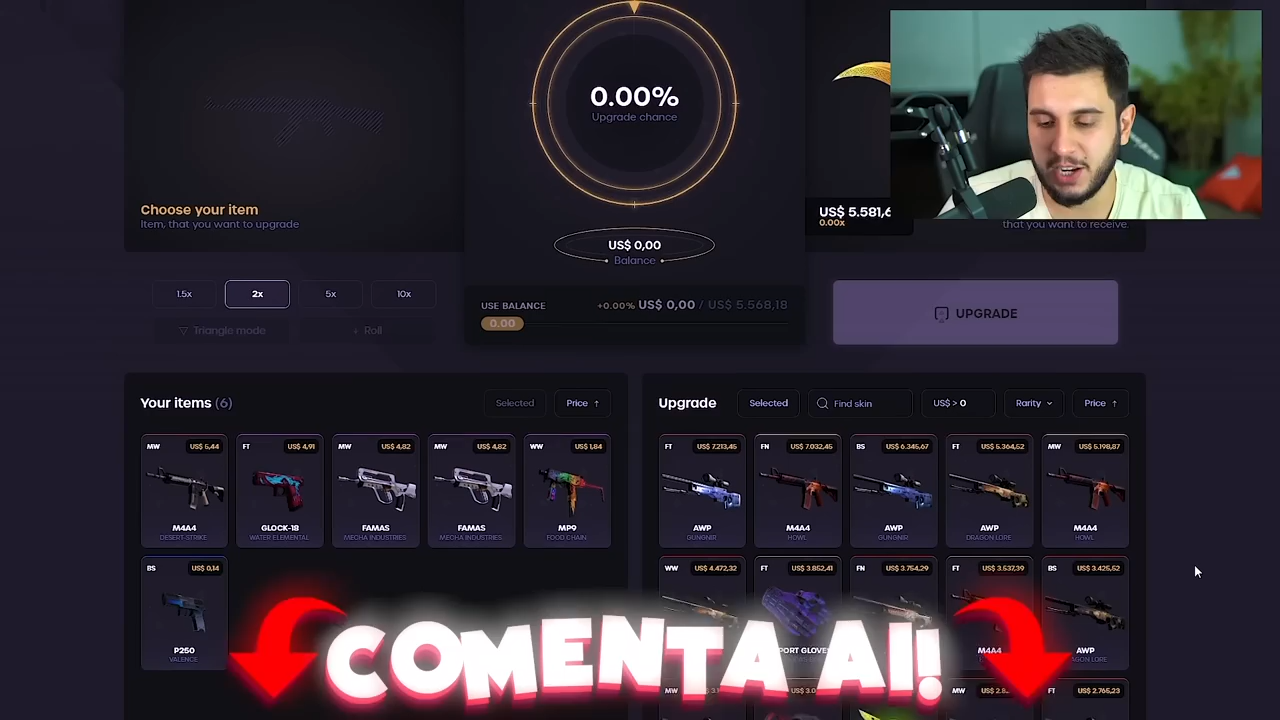 0.00%
Upgrade chance
Choose your item
Item, that you want to upgrade
US$ 5.581,6
0.00x
that you want to receive.
US$ 0,00
Balance
1.5x
2x
5x
10x
USE BALANCE
+0.00% US$ 0,00 / US$ 5.568,18
0.00
UPGRADE
Triangle mode
Roll
Your items (6)
Selected
Price ↑
Upgrade
Selected
Find skin
US$ > 0
Rarity
Price ↑
MW US$ 5,44
FT US$ 4,91
MW US$ 4,82
MW US$ 4,82
WW US$ 1,84
FT US$ 7.213,45
FN US$ 7.032,45
BS US$ 6.345,67
FT US$ 5.364,52
MW US$ 5.198,87
M4A4
GLOCK-18
FAMAS
FAMAS
MP9
AWP
M4A4
AWP
AWP
M4A4
DESERT-STRIKE
WATER ELEMENTAL
MECHA INDUSTRIES
MECHA INDUSTRIES
FOOD CHAIN
GUNGNIR
HOWL
GUNGNIR
DRAGON LORE
HOWL
BS US$ 0,14
WW US$ 4.472,32
FT US$ 3.852,41
FN US$ 3.754,29
FT US$ 3.537,39
BS US$ 3.425,52
P250
VALENCE
PORT GLOVES
M4A4
AWP
AGON LORE
COMENTA AI!
MW
MW US$ 2.8
FT US$ 2.765,23